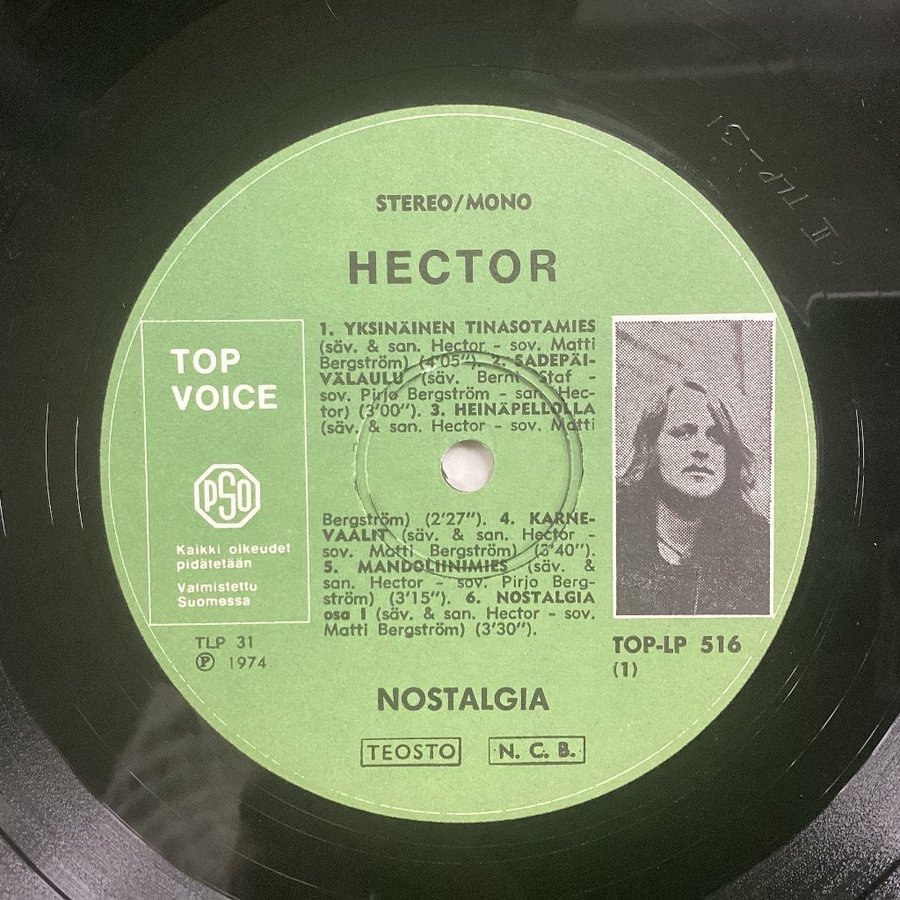 STEREO/MONO
HECTOR
TOP
VOICE
PSO
Kaikki oikeudet
pidätetään
Valmistettu
Suomessa
TLP 31
℗ 1974
1. YKSINÄINEN TINASOTAMIES
(säv. & san. Hector - sov. Matti
Bergström) (4'05"). 2. SADEPÄI-
VÄLAULU (säv. Bernt Staf -
sov. Pirjo Bergström - san. Hec-
tor) (3'00"). 3. HEINÄPELLOLLA
(säv. & san. Hector - sov. Matti
Bergström) (2'27"). 4. KARNE-
VAALIT (säv. & san. Hector -
sov. Matti Bergström) (3'40").
5. MANDOLIINIMIES (säv. &
san. Hector - sov. Pirjo Berg-
ström) (3'15"). 6. NOSTALGIA
osa I (säv. & san. Hector - sov.
Matti Bergström) (3'30").
TOP-LP 516
(1)
NOSTALGIA
TEOSTO
N. C. B.
II TLP-31